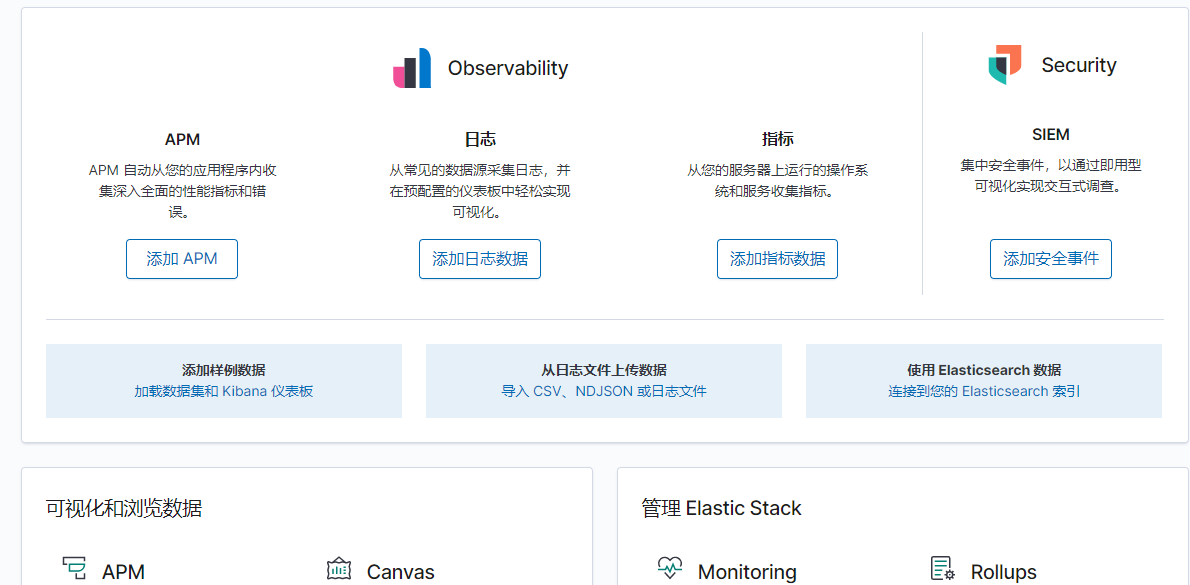 Observability
Security
APM
APM 自动从您的应用程序内收
集深入全面的性能指标和错
误。
添加 APM
日志
从常见的数据源采集日志，并
在预配置的仪表板中轻松实现
可视化。
添加日志数据
指标
从您的服务器上运行的操作系
统和服务收集指标。
添加指标数据
SIEM
集中安全事件，以通过即用型
可视化实现交互式调查。
添加安全事件
添加样例数据
加载数据集和 Kibana 仪表板
从日志文件上传数据
导入 CSV、NDJSON 或日志文件
使用 Elasticsearch 数据
连接到您的 Elasticsearch 索引
可视化和浏览数据
APM
Canvas
管理 Elastic Stack
Monitoring
Rollups